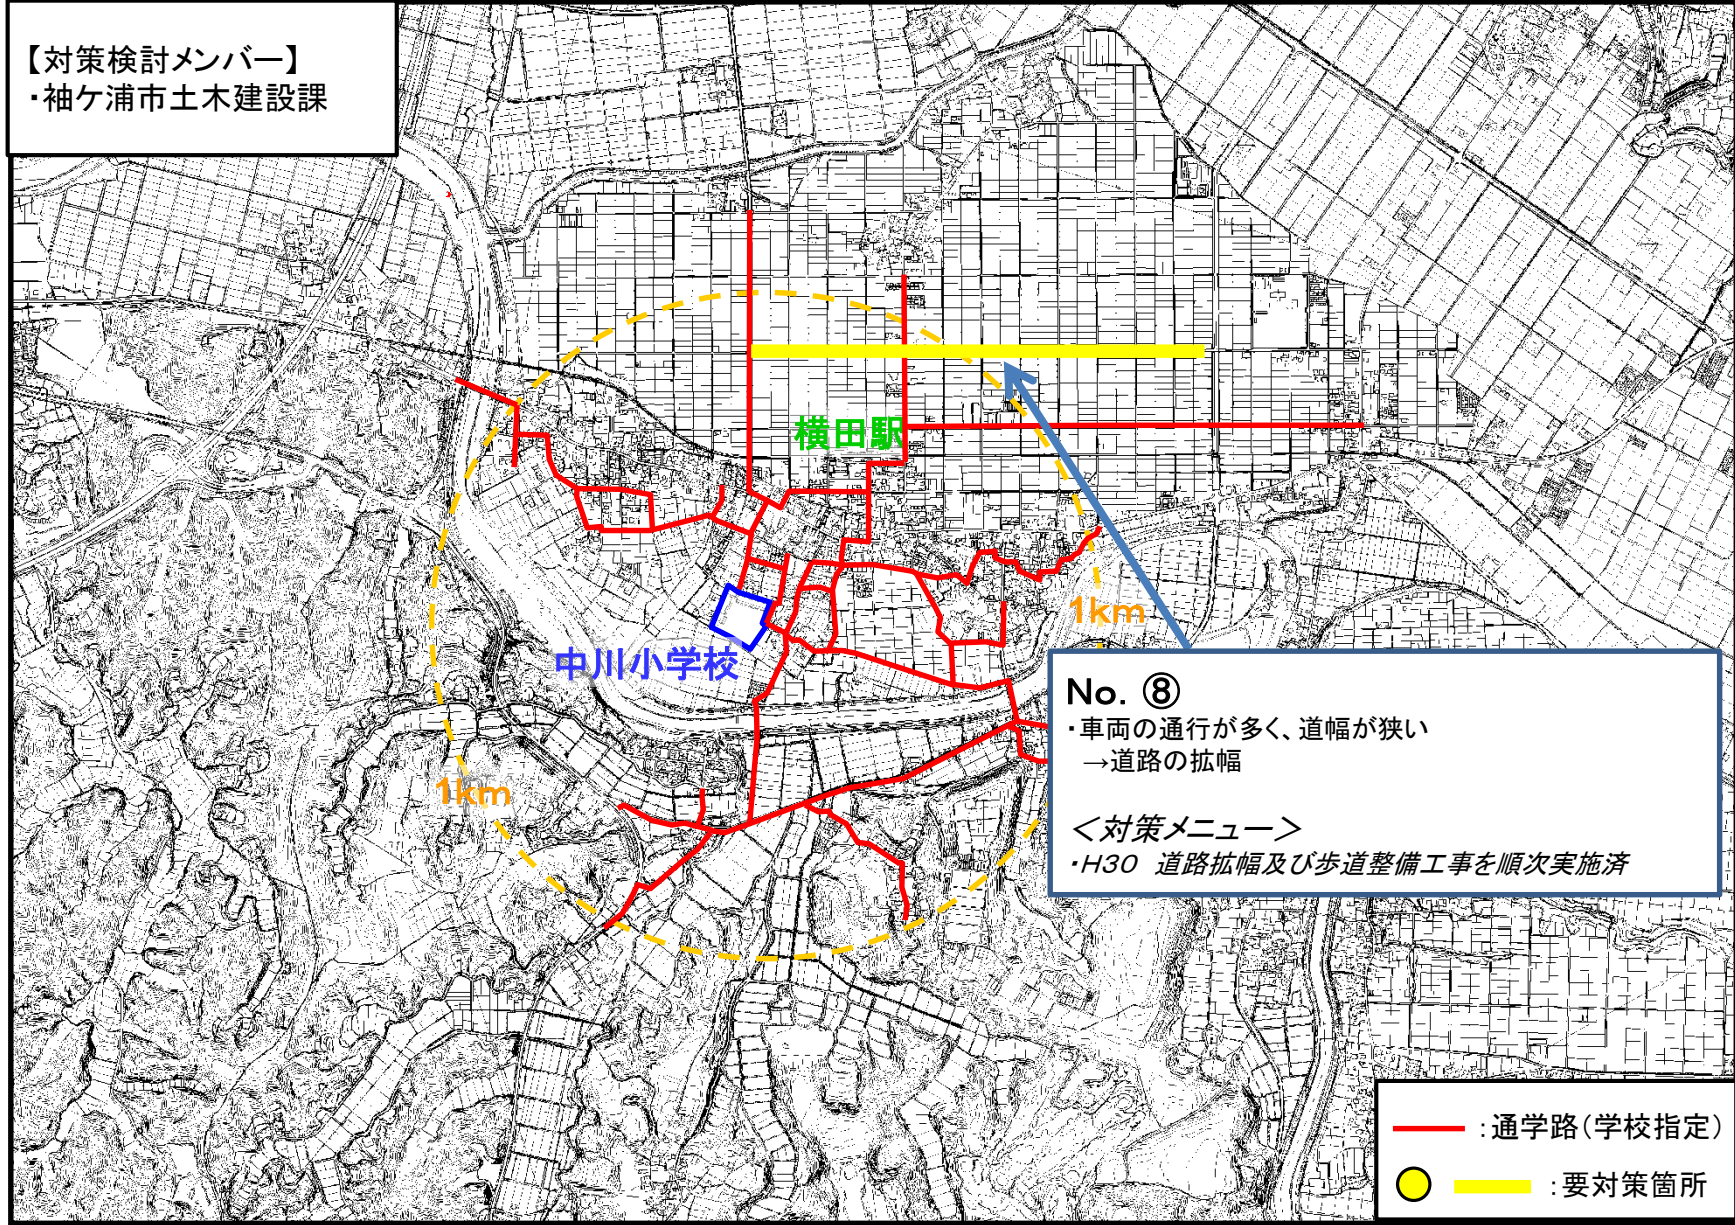 【対策検討メンバー】
・袖ケ浦市土木建設課
横田駅
1km
中川小学校
1km
No. ⑧
・車両の通行が多く、道幅が狭い
→道路の拡幅
＜対策メニュー＞
・H30 道路拡幅及び歩道整備工事を順次実施済
：通学路（学校指定）
：要対策箇所